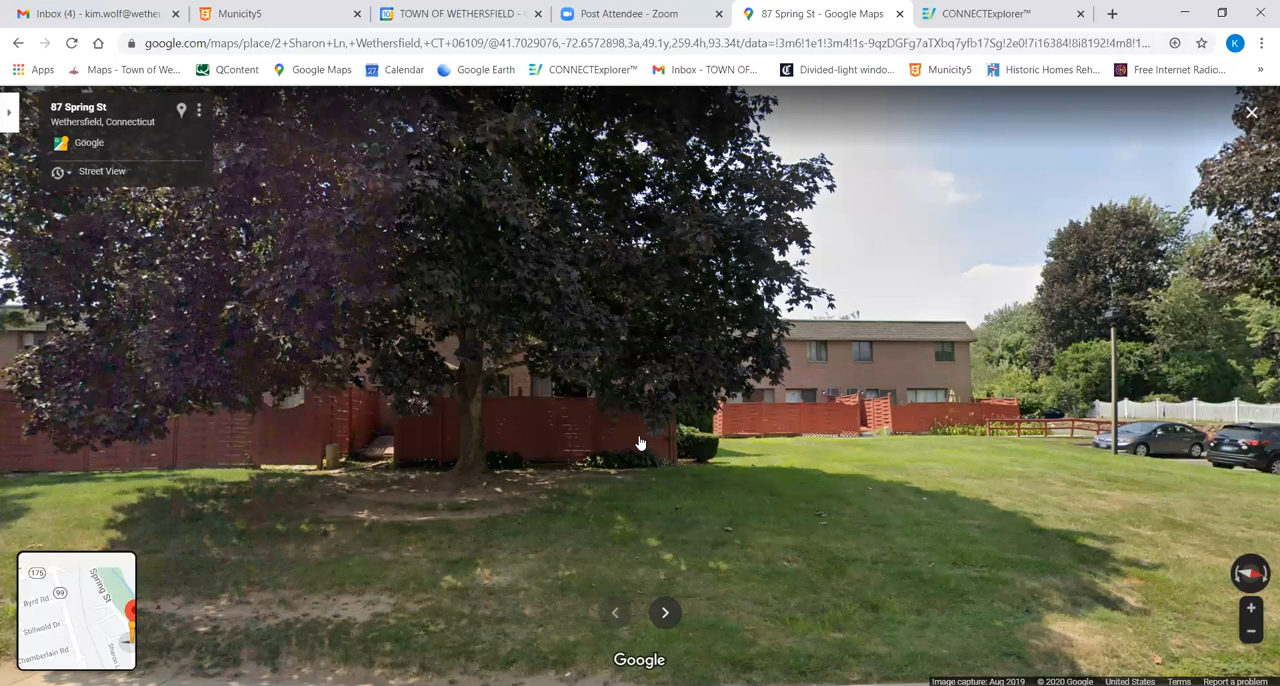 Inbox (4) - kim.wolf@wether
Municity5
TOWN OF WETHERSFIELD -
Post Attendee - Zoom
87 Spring St - Google Maps
CONNECTExplorer™
google.com/maps/place/2+Sharon+Ln,+Wethersfield,+CT+06109/@41.7029076,-72.6572898,3a,49.1y,259.4h,93.34t/data=!3m6!1e1!3m4!1s-9qzDGFg7aTXbq7yfb17Sg!2e0!7i16384!8i8192!4m8!1...
K
Apps
Maps - Town of We...
QContent
Google Maps
27 Calendar
Google Earth
CONNECTExplorer™
Inbox - TOWN OF...
Divided-light windo...
Municity5
Historic Homes Reh...
Free Internet Radio...
»
87 Spring St
Wethersfield, Connecticut
Google
Street View
175
99
Spring St
Byrd Rd
Stillwold Dr
Chamberlain Rd
Google
Image capture: Aug 2019 © 2020 Google United States Terms Report a problem